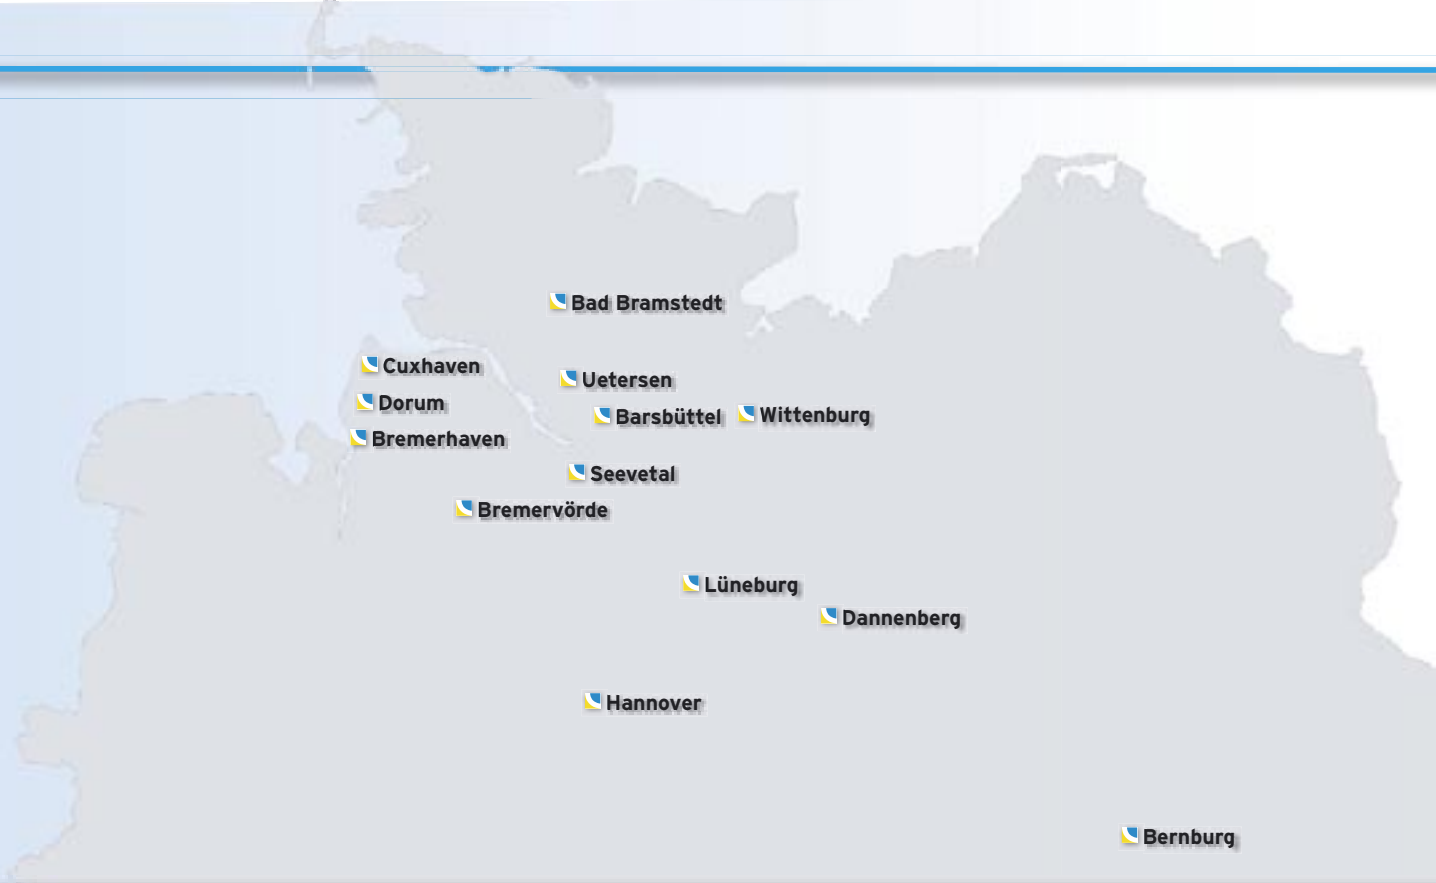 Bad Bramstedt
Cuxhaven
Uetersen
Dorum
Barsbüttel
Wittenburg
Bremerhaven
Seevetal
Bremervörde
Lüneburg
Dannenberg
Hannover
Bernburg